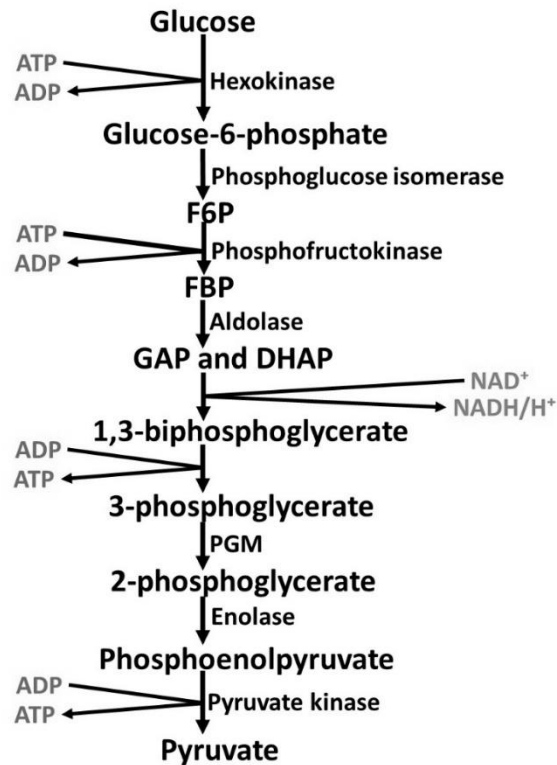 Glucose
ATP
ADP
Hexokinase
Glucose-6-phosphate
Phosphoglucose isomerase
F6P
ATP
ADP
Phosphofructokinase
FBP
Aldolase
GAP and DHAP
NAD⁺
NADH/H⁺
1,3-biphosphoglycerate
ADP
ATP
3-phosphoglycerate
PGM
2-phosphoglycerate
Enolase
Phosphoenolpyruvate
ADP
ATP
Pyruvate kinase
Pyruvate